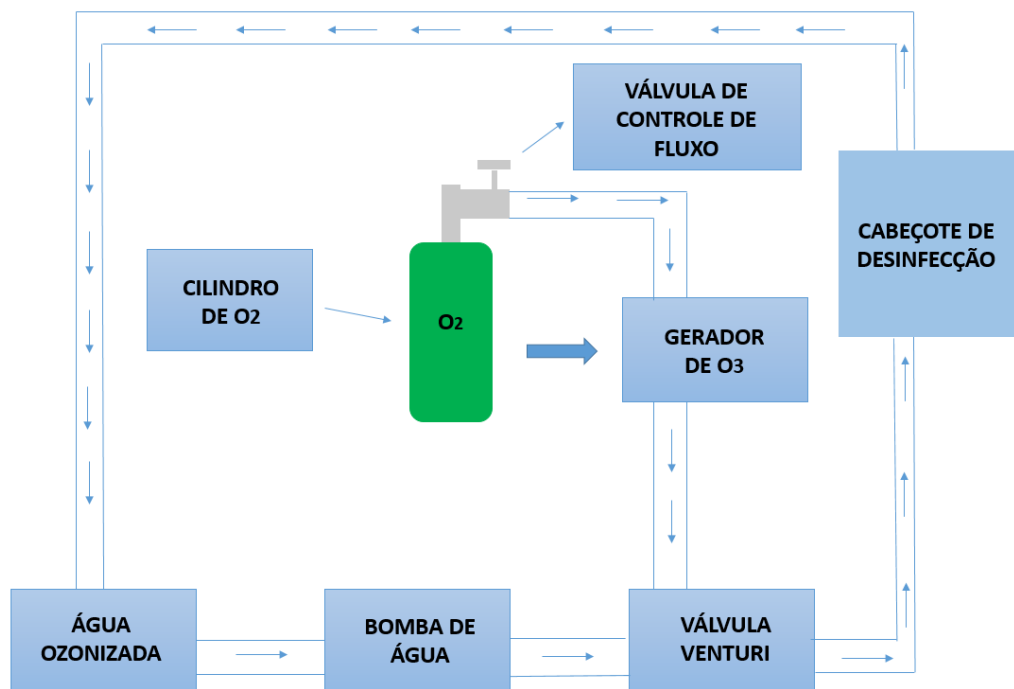 VÁLVULA DE
CONTROLE DE
FLUXO
CABEÇOTE DE
DESINFECÇÃO
CILINDRO
DE O2
O2
GERADOR
DE O3
ÁGUA
OZONIZADA
BOMBA DE
ÁGUA
VÁLVULA
VENTURI